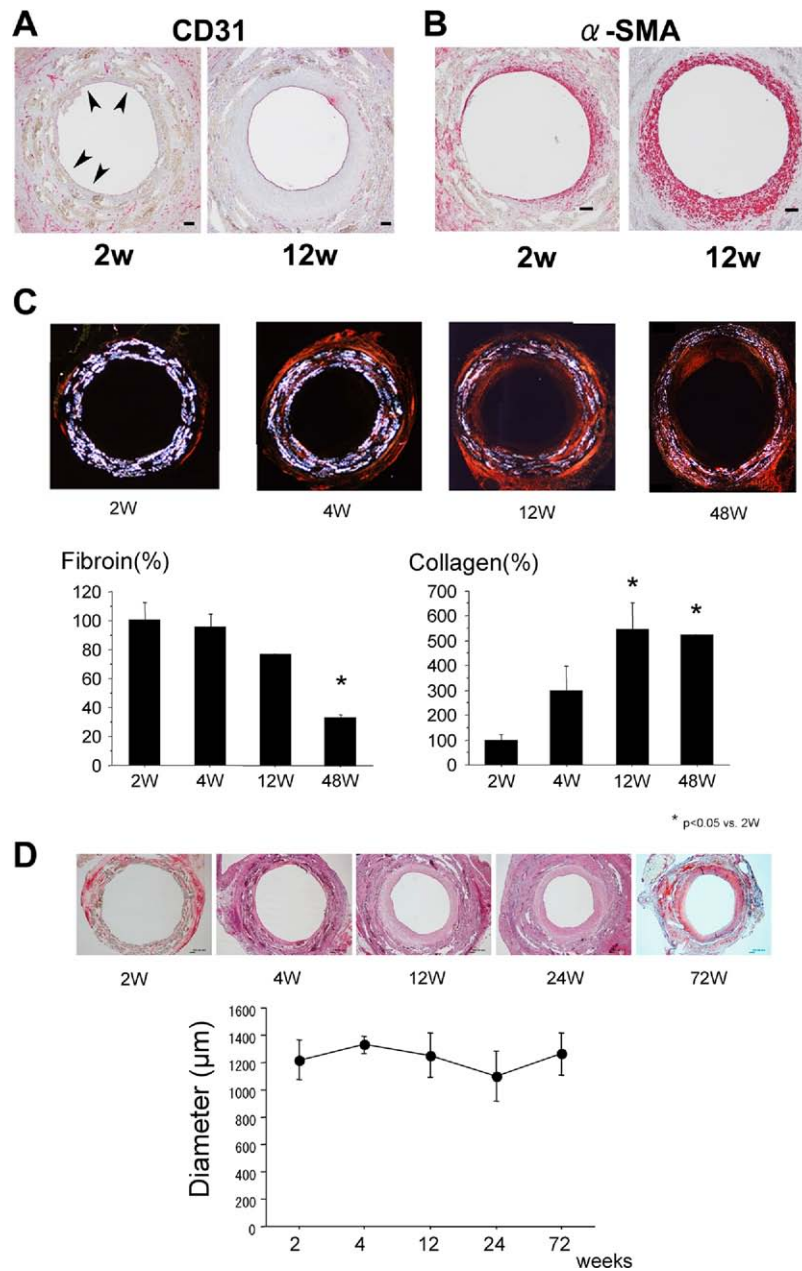 A
CD31
B
α-SMA
2w
12w
2w
12w
C
2W
4W
12W
48W
Fibroin(%)
120
100
80
60
40
20
0
*
2W
4W
12W
48W
Collagen(%)
700
600
500
400
300
200
100
0
*
*
2W
4W
12W
48W
* p<0.05 vs. 2W
D
2W
4W
12W
24W
72W
Diameter (μm)
1600
1400
1200
1000
800
600
400
200
0
2
4
12
24
72
weeks